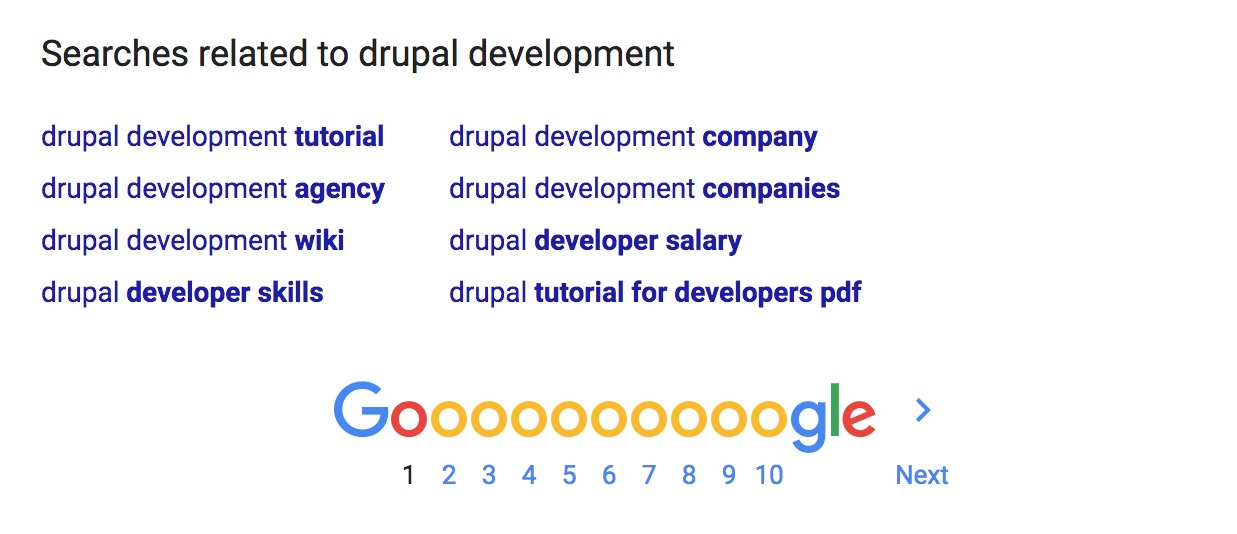 Searches related to drupal development
drupal development tutorial
drupal development company
drupal development agency
drupal development companies
drupal development wiki
drupal developer salary
drupal developer skills
drupal tutorial for developers pdf
Goooooooooogle
1 2 3 4 5 6 7 8 9 10 Next